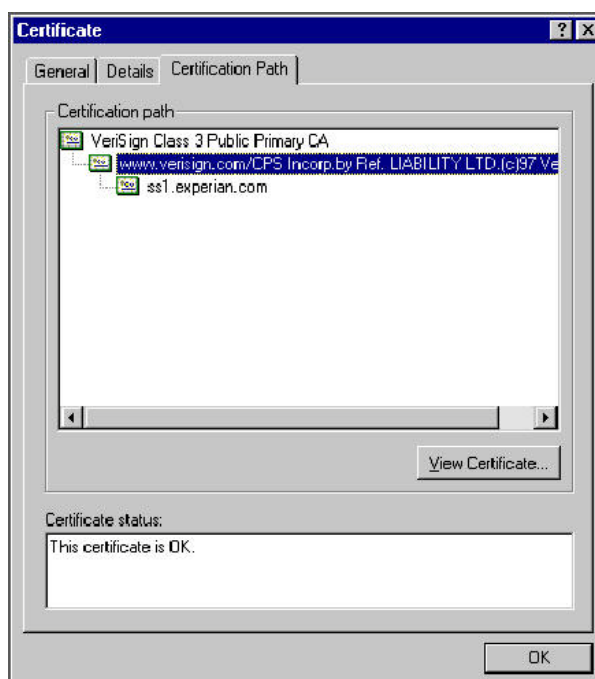 Certificate
General Details Certification Path
Certification path
VeriSign Class 3 Public Primary CA
www.verisign.com/CPS Incorp.by Ref. LIABILITY LTD.(c)97 Ve
ss1.experian.com
View Certificate...
Certificate status:
This certificate is OK.
OK